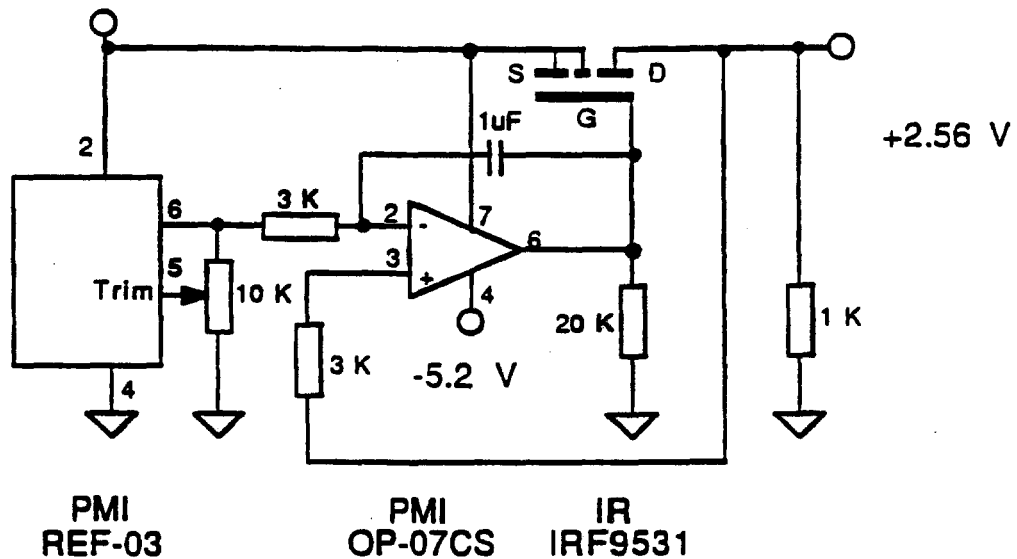 S
D
G
1uF
+2.56 V
2
6
3 K
2
-
7
5
3
+
6
Trim
10 K
4
20 K
1 K
3 K
-5.2 V
4
PMI
REF-03
PMI
OP-07CS
IR
IRF9531